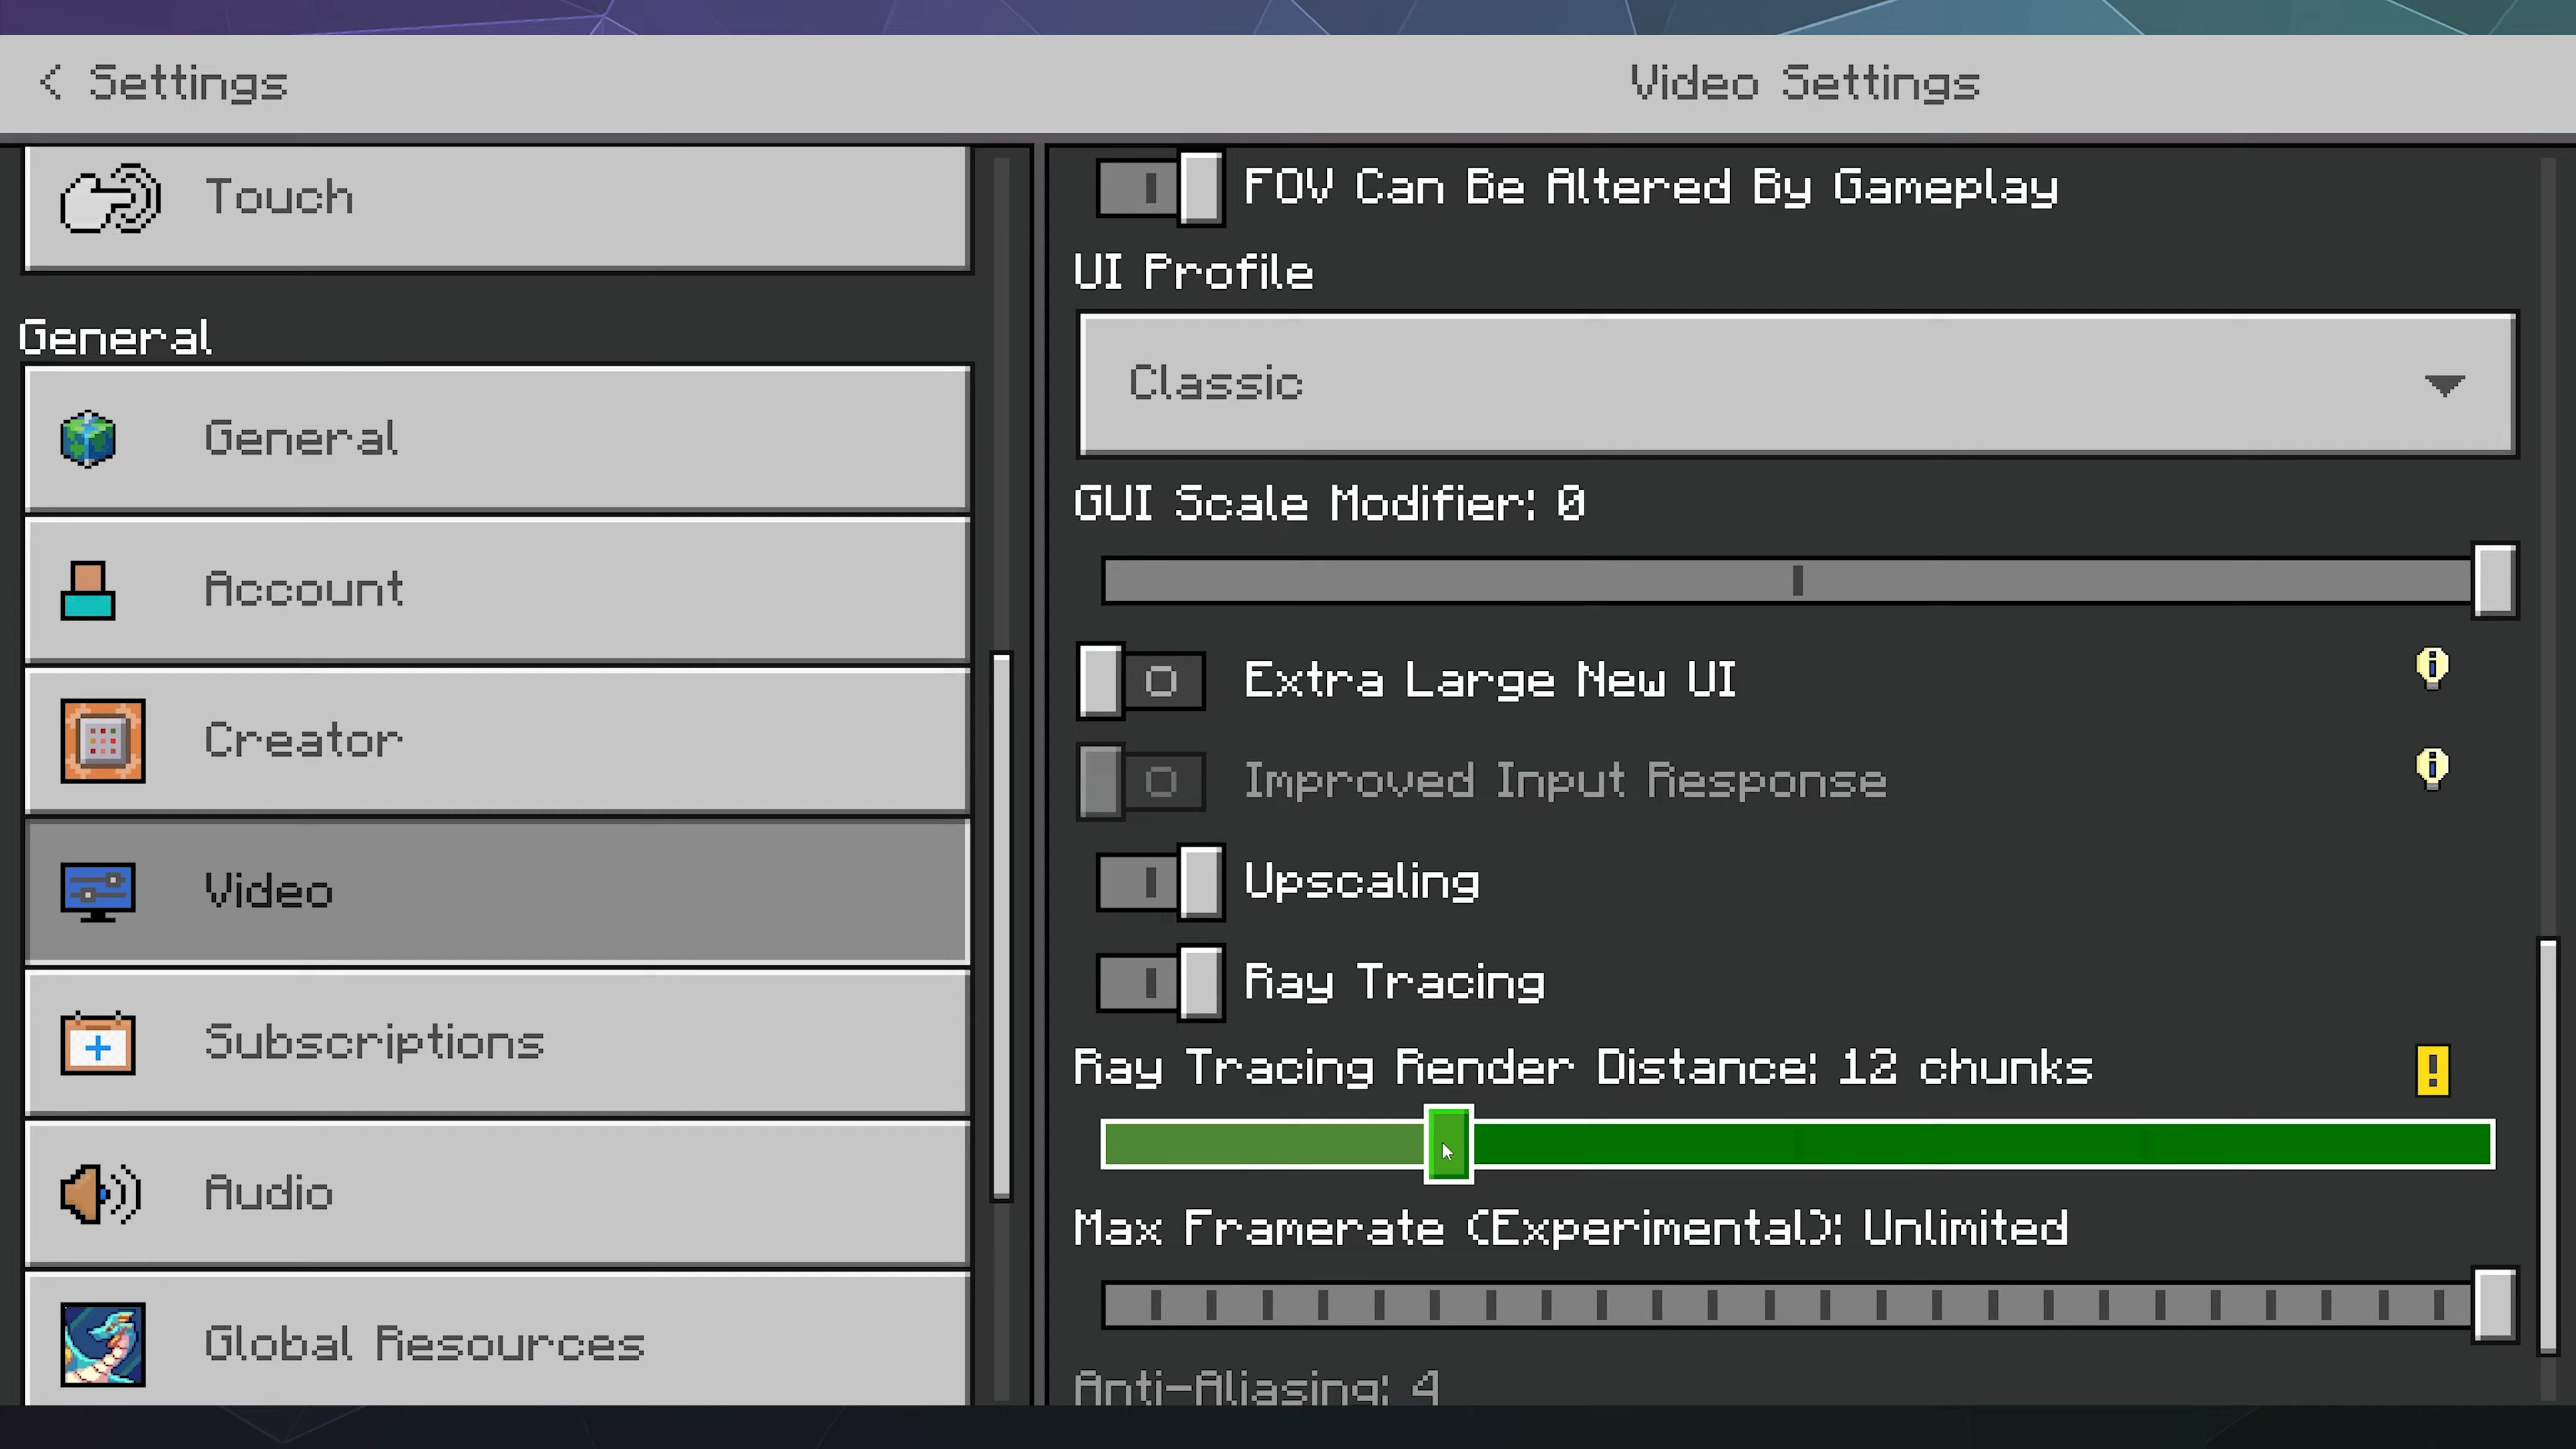 Settings
Video Settings
Touch
General
General
Account
Creator
Video
Subscriptions
Audio
Global Resources
FOV Can Be Altered By Gameplay
UI Profile
Classic
GUI Scale Modifier: 0
Extra Large New UI
Improved Input Response
Upscaling
Ray Tracing
Ray Tracing Render Distance: 12 chunks
Max Framerate (Experimental): Unlimited
Anti-Aliasing: 4